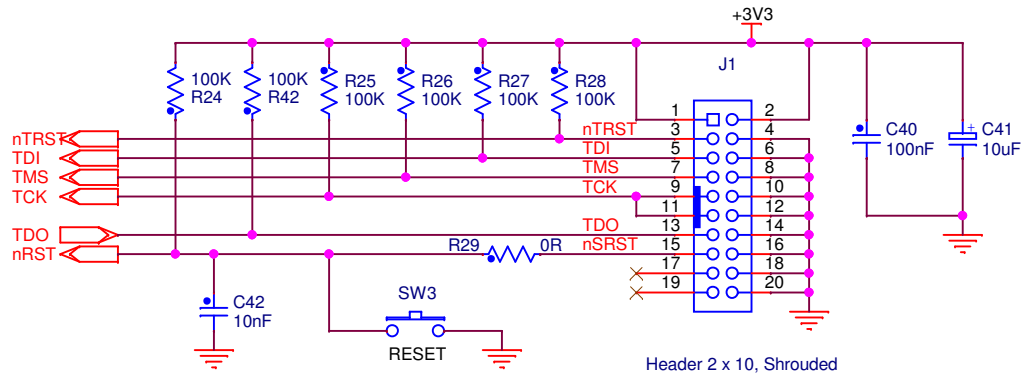 +3V3
J1
100K
R24
100K
R42
R25
100K
R26
100K
R27
100K
R28
100K
1
2
nTRST
nTRST
3
4
TDI
TDI
5
6
TMS
TMS
7
8
TCK
TCK
9
10
11
12
TDO
TDO
13
14
nRST
R29
0R
nSRST
15
16
17
18
19
20
C40
100nF
+
C41
10uF
C42
10nF
SW3
RESET
Header 2 x 10, Shrouded